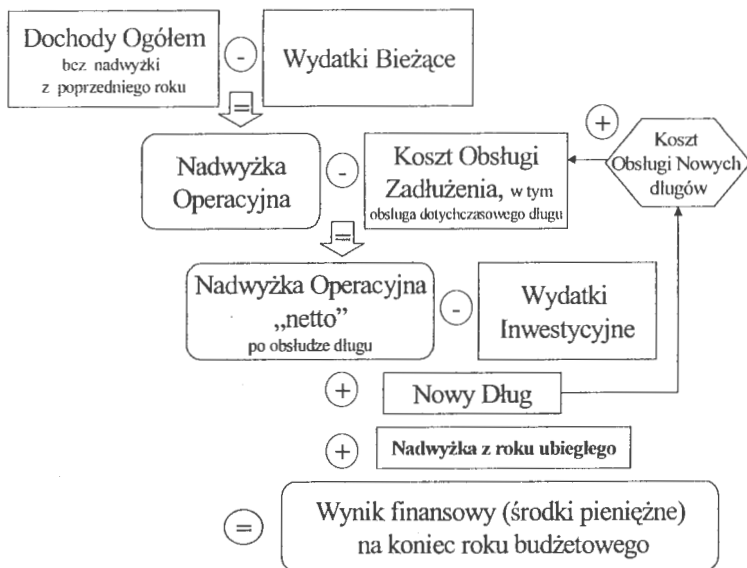 Dochody Ogółem
bez nadwyżki
z poprzedniego roku
-
Wydatki Bieżące
=
+
Koszt
Obsługi Nowych
długów
Nadwyżka
Operacyjna
-
Koszt Obsługi
Zadłużenia, w tym
obsługa dotychczasowego długu
=
Nadwyżka Operacyjna
„netto”
po obsłudze długu
-
Wydatki
Inwestycyjne
+
Nowy Dług
+
Nadwyżka z roku ubiegłego
=
Wynik finansowy (środki pieniężne)
na koniec roku budżetowego